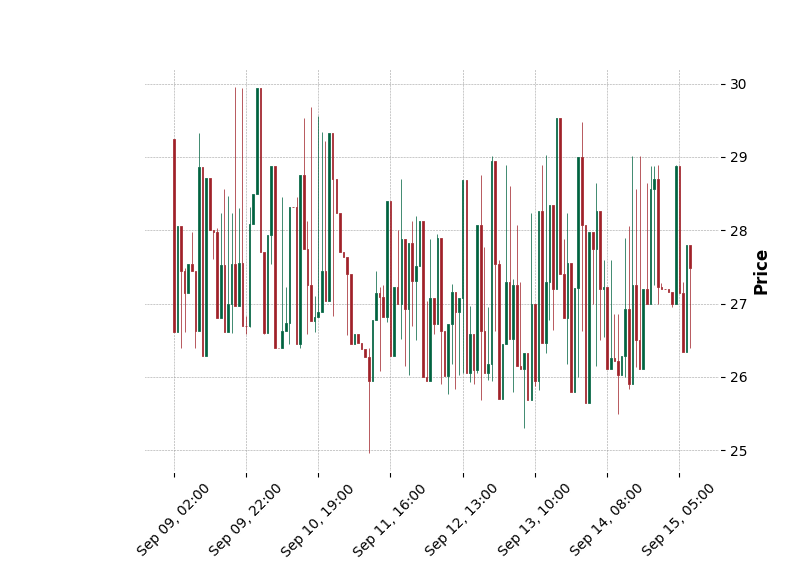 30
29
28
27
26
25
Price
Sep 09, 02:00
Sep 09, 22:00
Sep 10, 19:00
Sep 11, 16:00
Sep 12, 13:00
Sep 13, 10:00
Sep 14, 08:00
Sep 15, 05:00